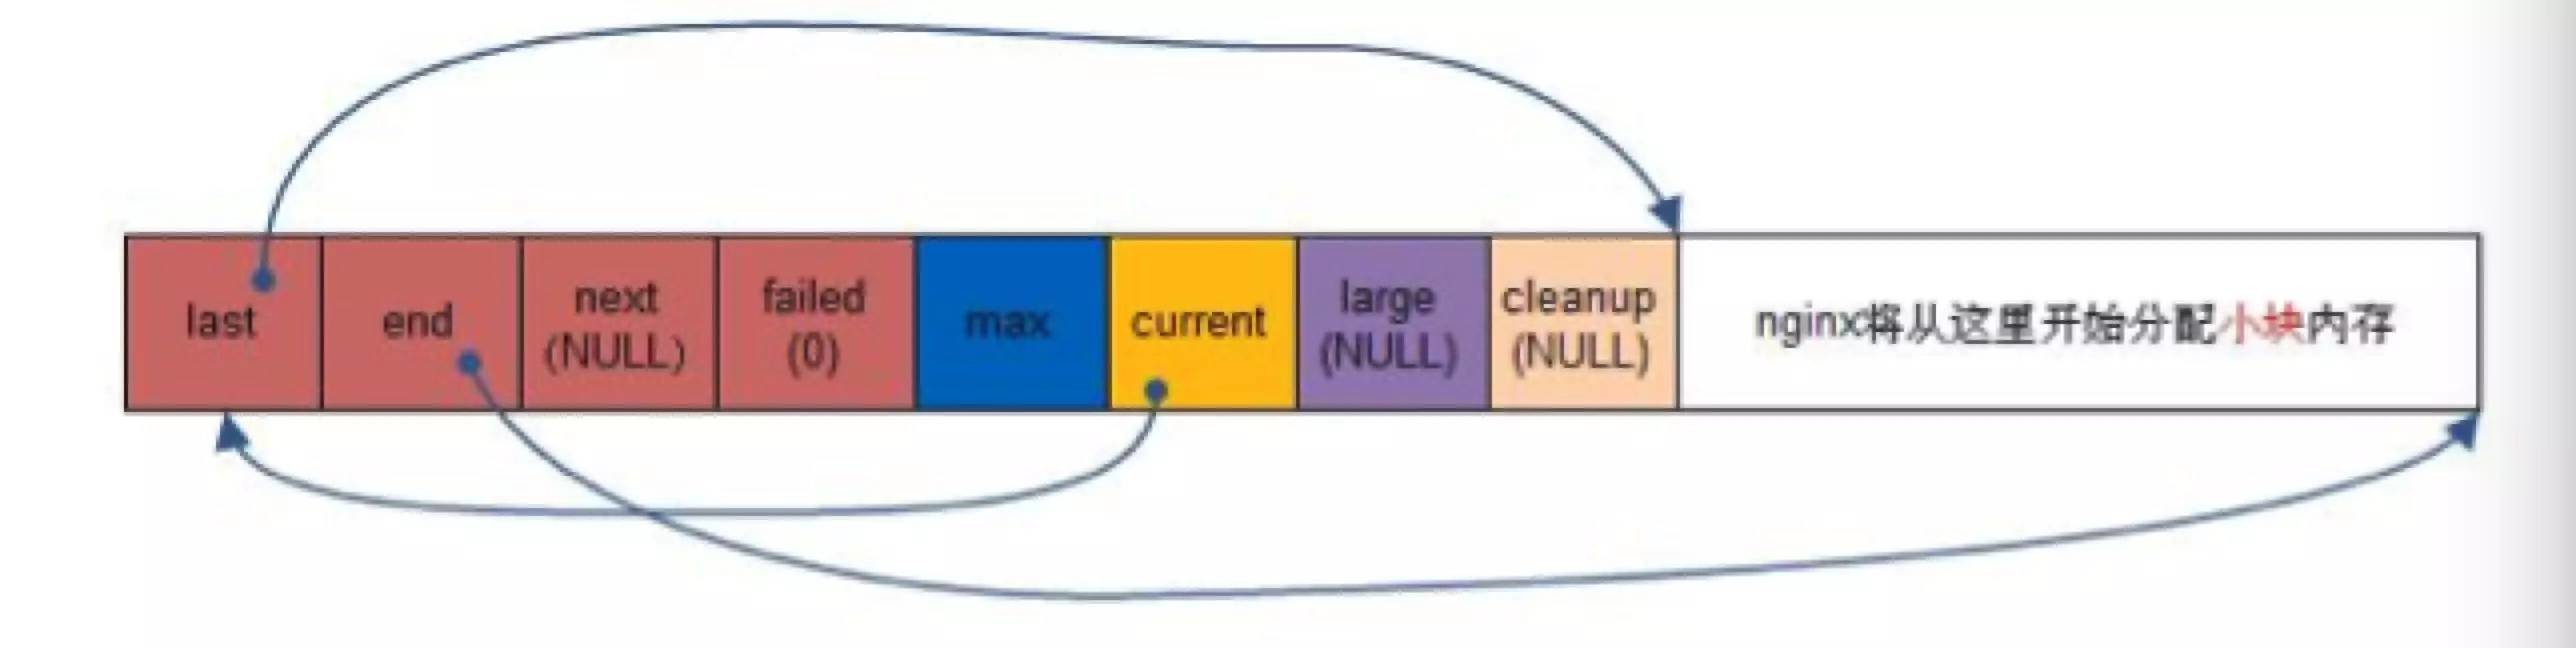 last
end
next
(NULL)
failed
(0)
max
current
large
(NULL)
cleanup
(NULL)
nginx将从这里开始分配小块内存